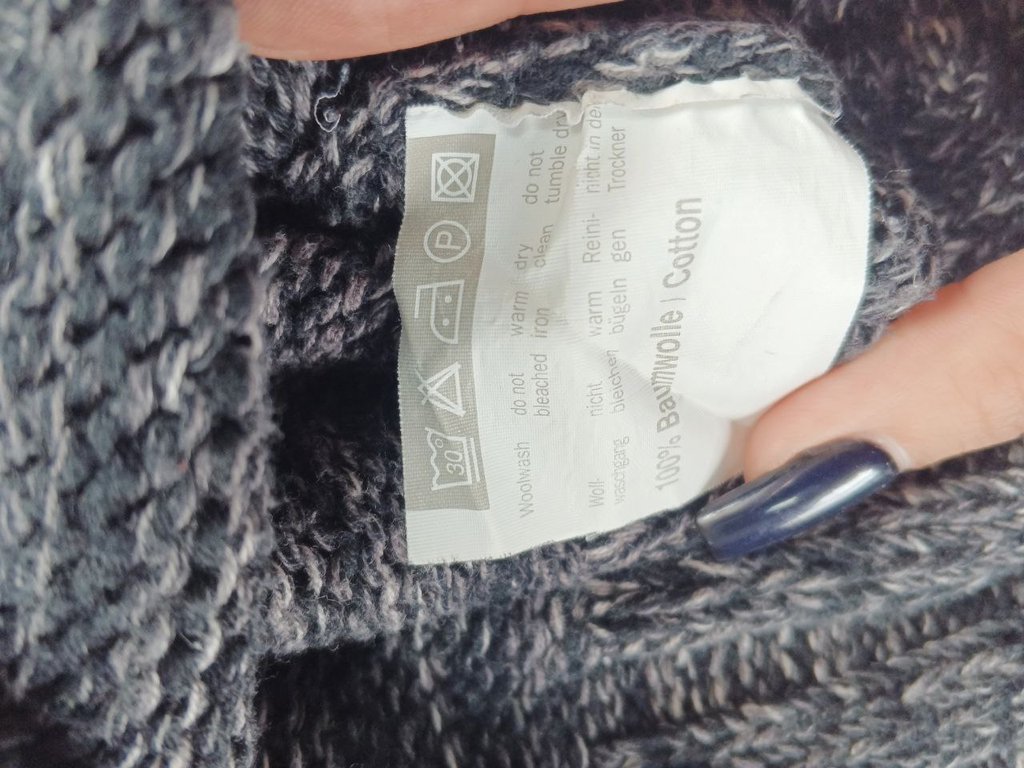 30°
P
Woolwash
do not
bleached
warm
iron
dry
clean
do not
tumble dry
Woll-
waschgang
nicht
bleichen
warm
bügeln
Reini-
gen
nicht in den
Trockner
100% Baumwolle | Cotton